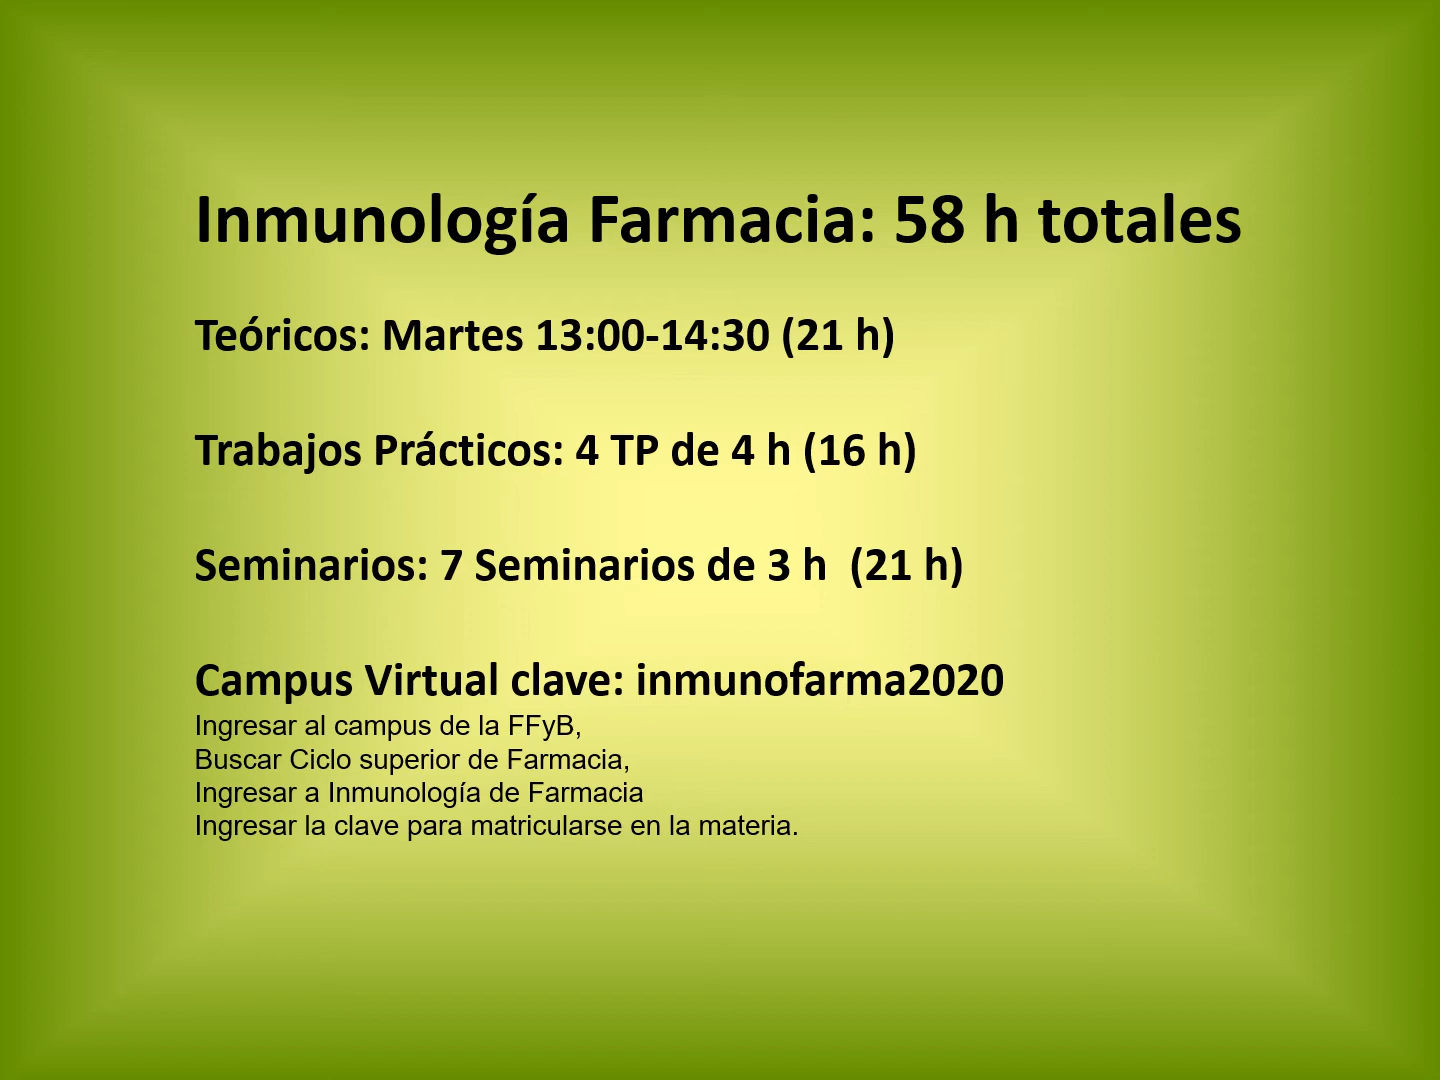 Inmunología Farmacia: 58 h totales
Teóricos: Martes 13:00-14:30 (21 h)
Trabajos Prácticos: 4 TP de 4 h (16 h)
Seminarios: 7 Seminarios de 3 h  (21 h)
Campus Virtual clave: inmunofarma2020
Ingresar al campus de la FFyB,
Buscar Ciclo superior de Farmacia,
Ingresar a Inmunología de Farmacia
Ingresar la clave para matricularse en la materia.